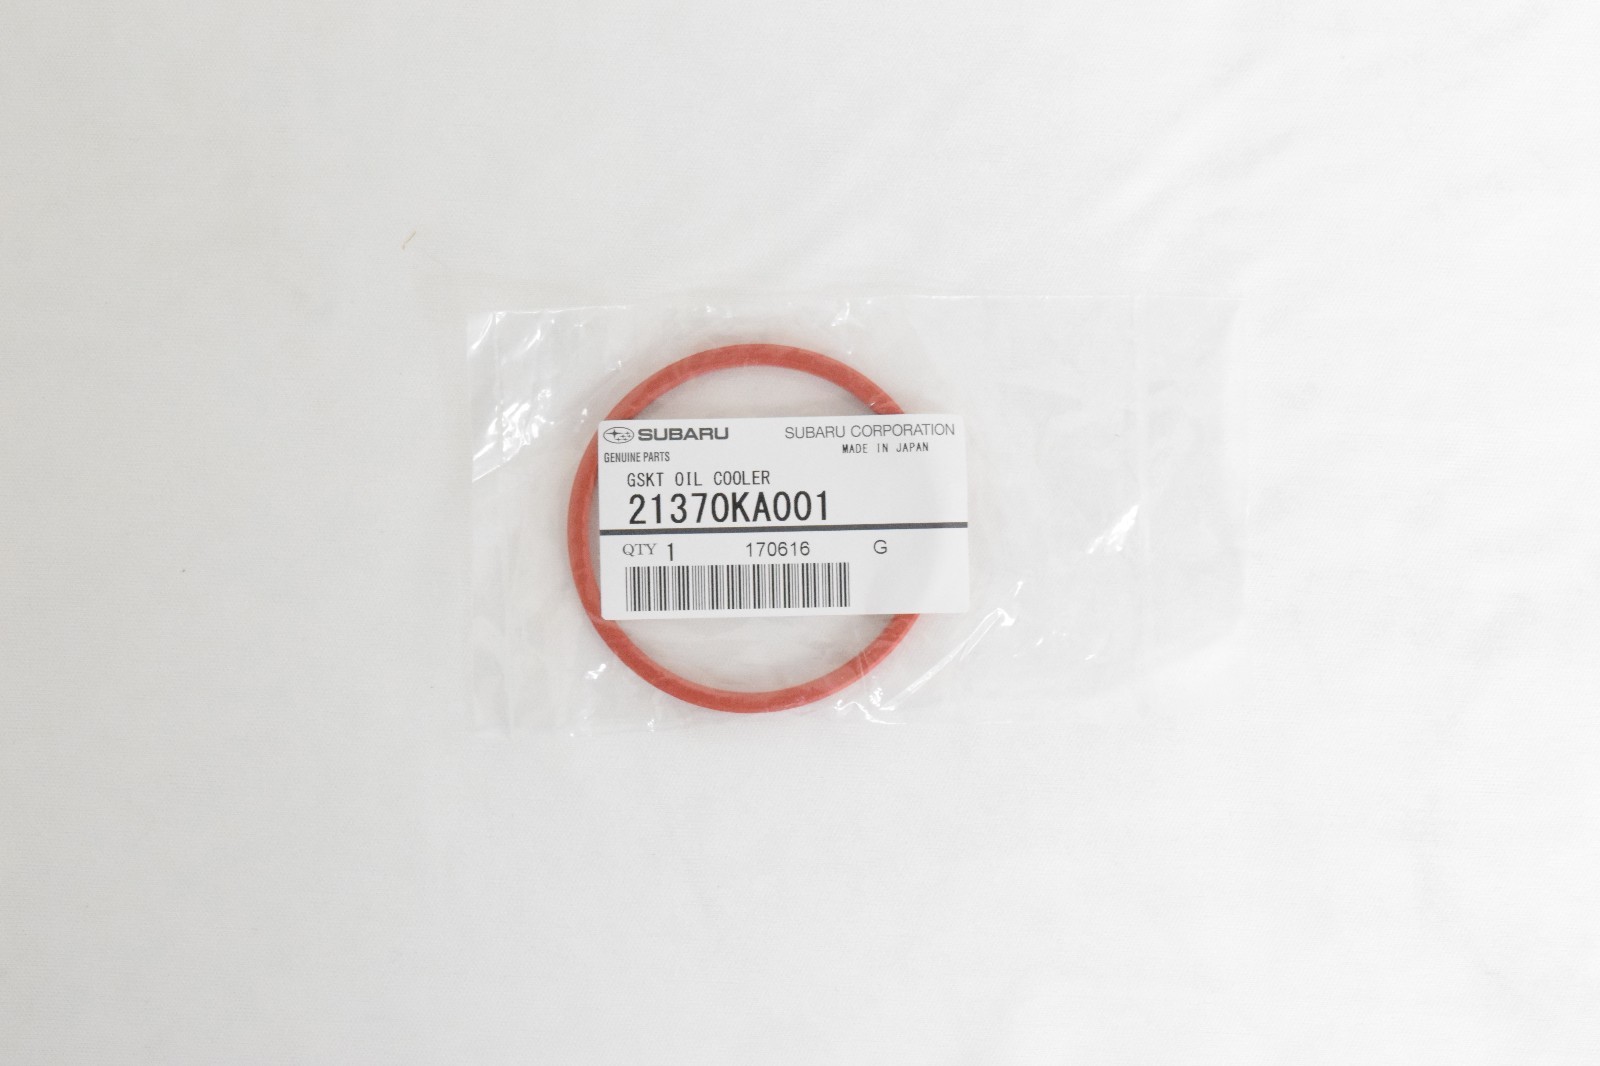 SUBARU SUBARU CORPORATION
GENUINE PARTS MADE IN JAPAN
GSKT OIL COOLER
21370KA001
QTY 1 170616 G